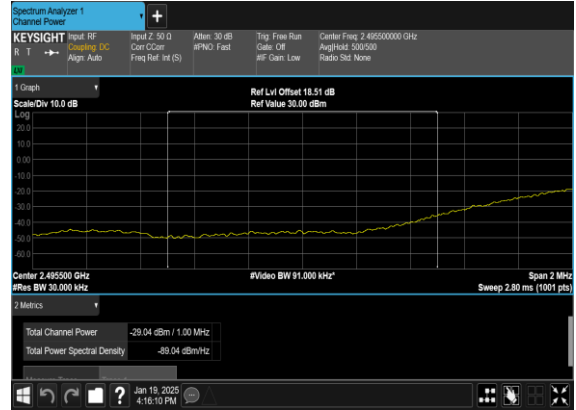 Spectrum Analyzer 1
Channel Power
+
KEYSIGHT Input: RF Input Z: 50 Ω Atten: 30 dB Trig: Free Run Center Freq: 2.495500000 GHz
R T Coupling: DC Corr CCorr #PNO: Fast Gate: Off Avg|Hold: 500/500
Align: Auto Freq Ref: Int (S) #IF Gain: Low Radio Std: None
LM
1 Graph
Ref Lvl Offset 18.51 dB
Scale/Div 10.0 dB Ref Value 30.00 dBm
Log
20.0
10.0
0.00
-10.0
-20.0
-30.0
-40.0
-50.0
-60.0
Center 2.495500 GHz #Video BW 91.000 kHz* Span 2 MHz
#Res BW 30.000 kHz Sweep 2.80 ms (1001 pts)
2 Metrics
Total Channel Power -29.04 dBm / 1.00 MHz
Total Power Spectral Density -89.04 dBm/Hz
? Jan 19, 2025
4:16:10 PM